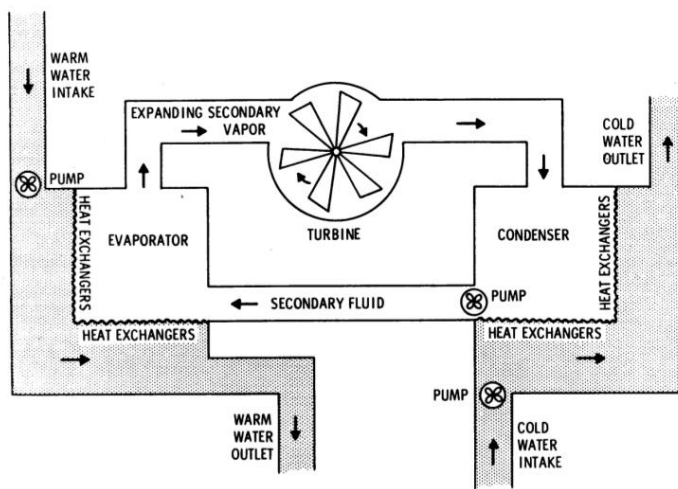 WARM
WATER
INTAKE
EXPANDING SECONDARY
VAPOR
COLD
WATER
OUTLET
PUMP
HEAT EXCHANGERS
EVAPORATOR
TURBINE
CONDENSER
HEAT EXCHANGERS
SECONDARY FLUID
PUMP
HEAT EXCHANGERS
HEAT EXCHANGERS
PUMP
WARM
WATER
OUTLET
COLD
WATER
INTAKE